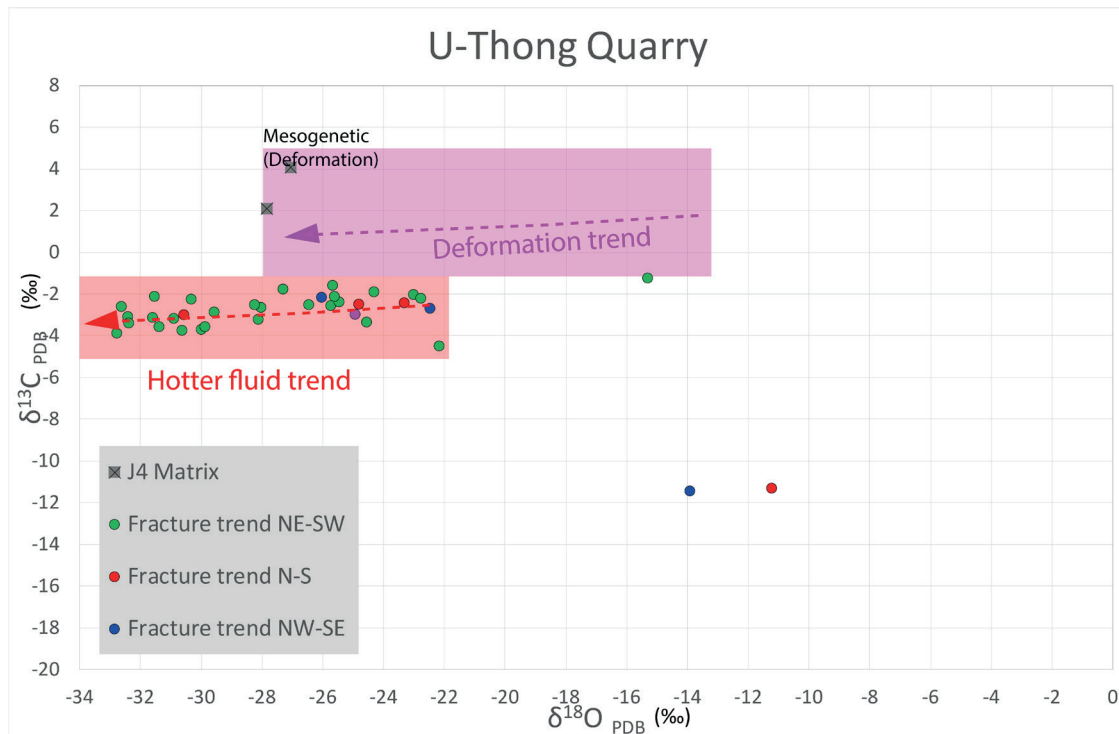 U-Thong Quarry
8
6
4
2
0
-2
-4
-6
-8
-10
-12
-14
-16
-18
-20
δ13C PDB (‰)
Mesogenetic
(Deformation)
Deformation trend
Hotter fluid trend
J4 Matrix
Fracture trend NE-SW
Fracture trend N-S
Fracture trend NW-SE
-34 -32 -30 -28 -26 -24 -22 -20 -18 -16 -14 -12 -10 -8 -6 -4 -2 0
δ18O PDB (‰)